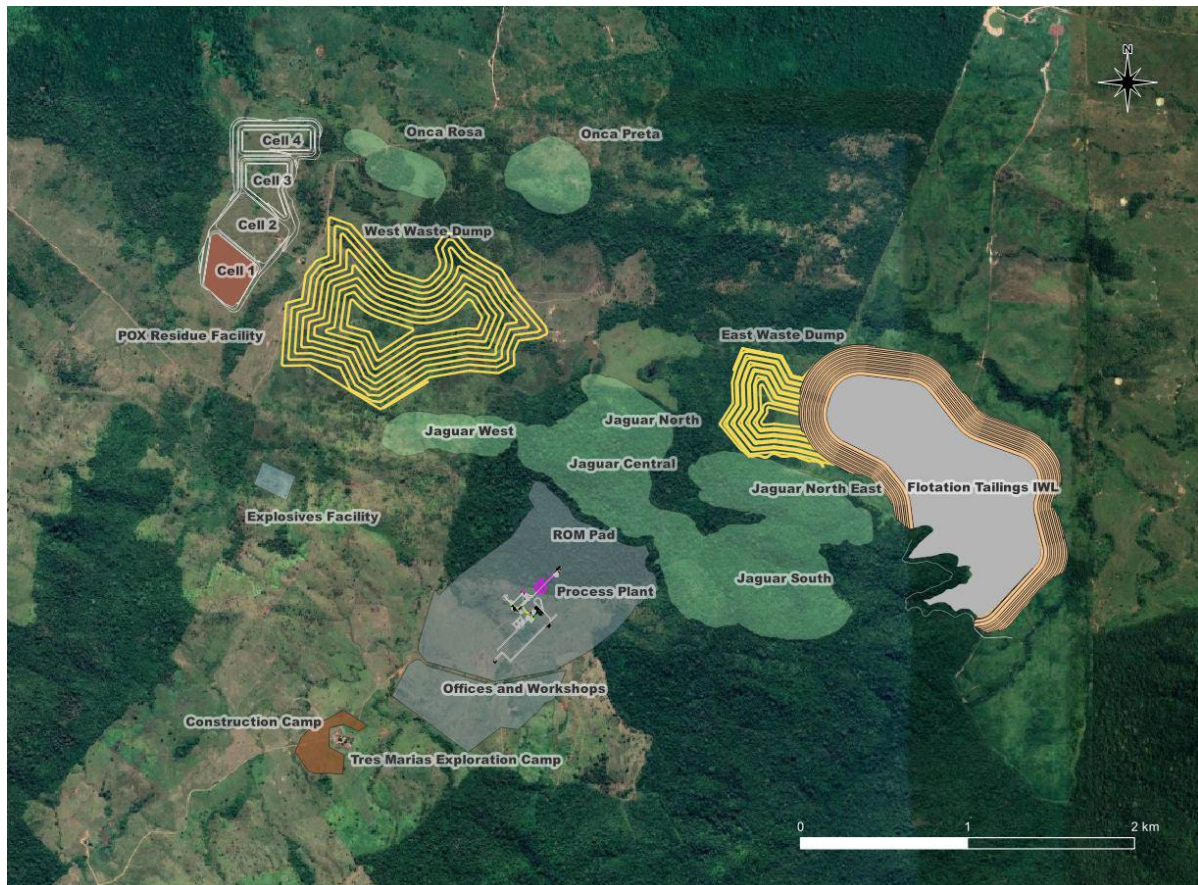 N
Onca Rosa
Onca Preta
Cell 4
Cell 3
Cell 2
Cell 1
West Waste Dump
POX Residue Facility
East Waste Dump
Jaguar North
Jaguar West
Jaguar Central
Jaguar North East
Flotation Tailings IWL
Explosives Facility
ROM Pad
Jaguar South
Process Plant
Offices and Workshops
Construction Camp
Tres Marias Exploration Camp
0 1 2 km